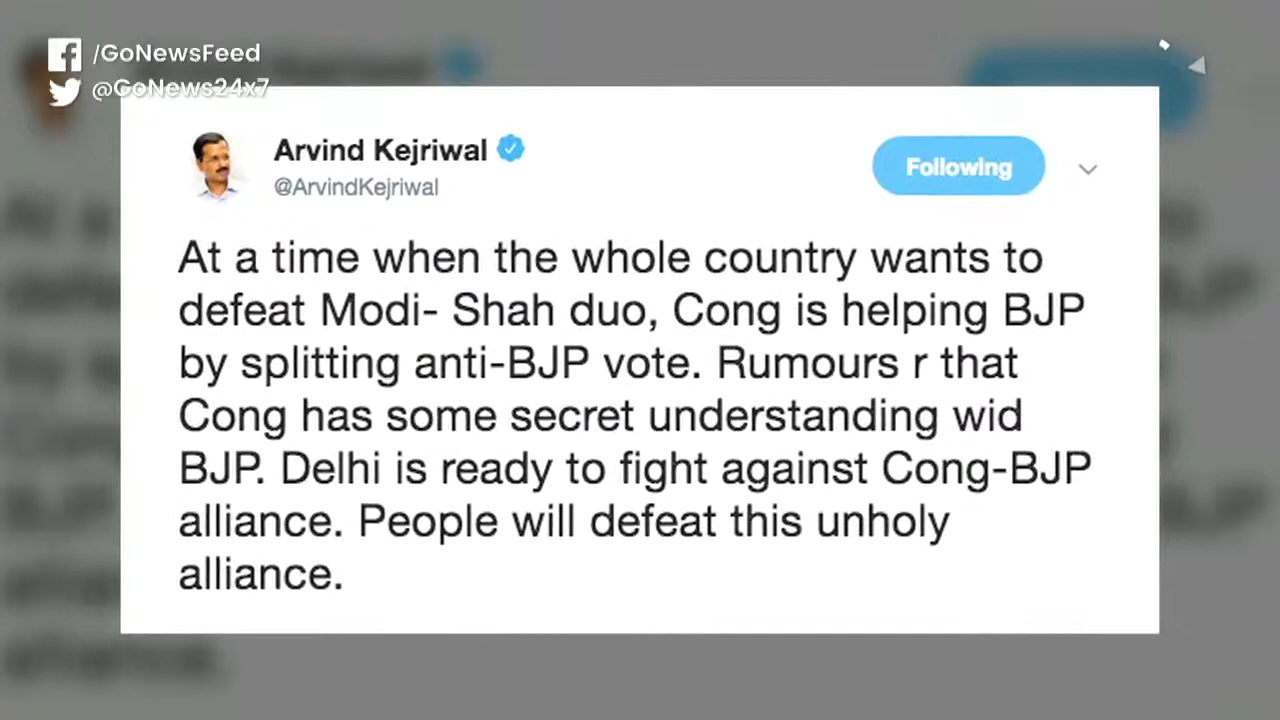 /GoNewsFeed
@GoNews24x7
Arvind Kejriwal
@ArvindKejriwal
Following
At a time when the whole country wants to
defeat Modi- Shah duo, Cong is helping BJP
by splitting anti-BJP vote. Rumours r that
Cong has some secret understanding wid
BJP. Delhi is ready to fight against Cong-BJP
alliance. People will defeat this unholy
alliance.